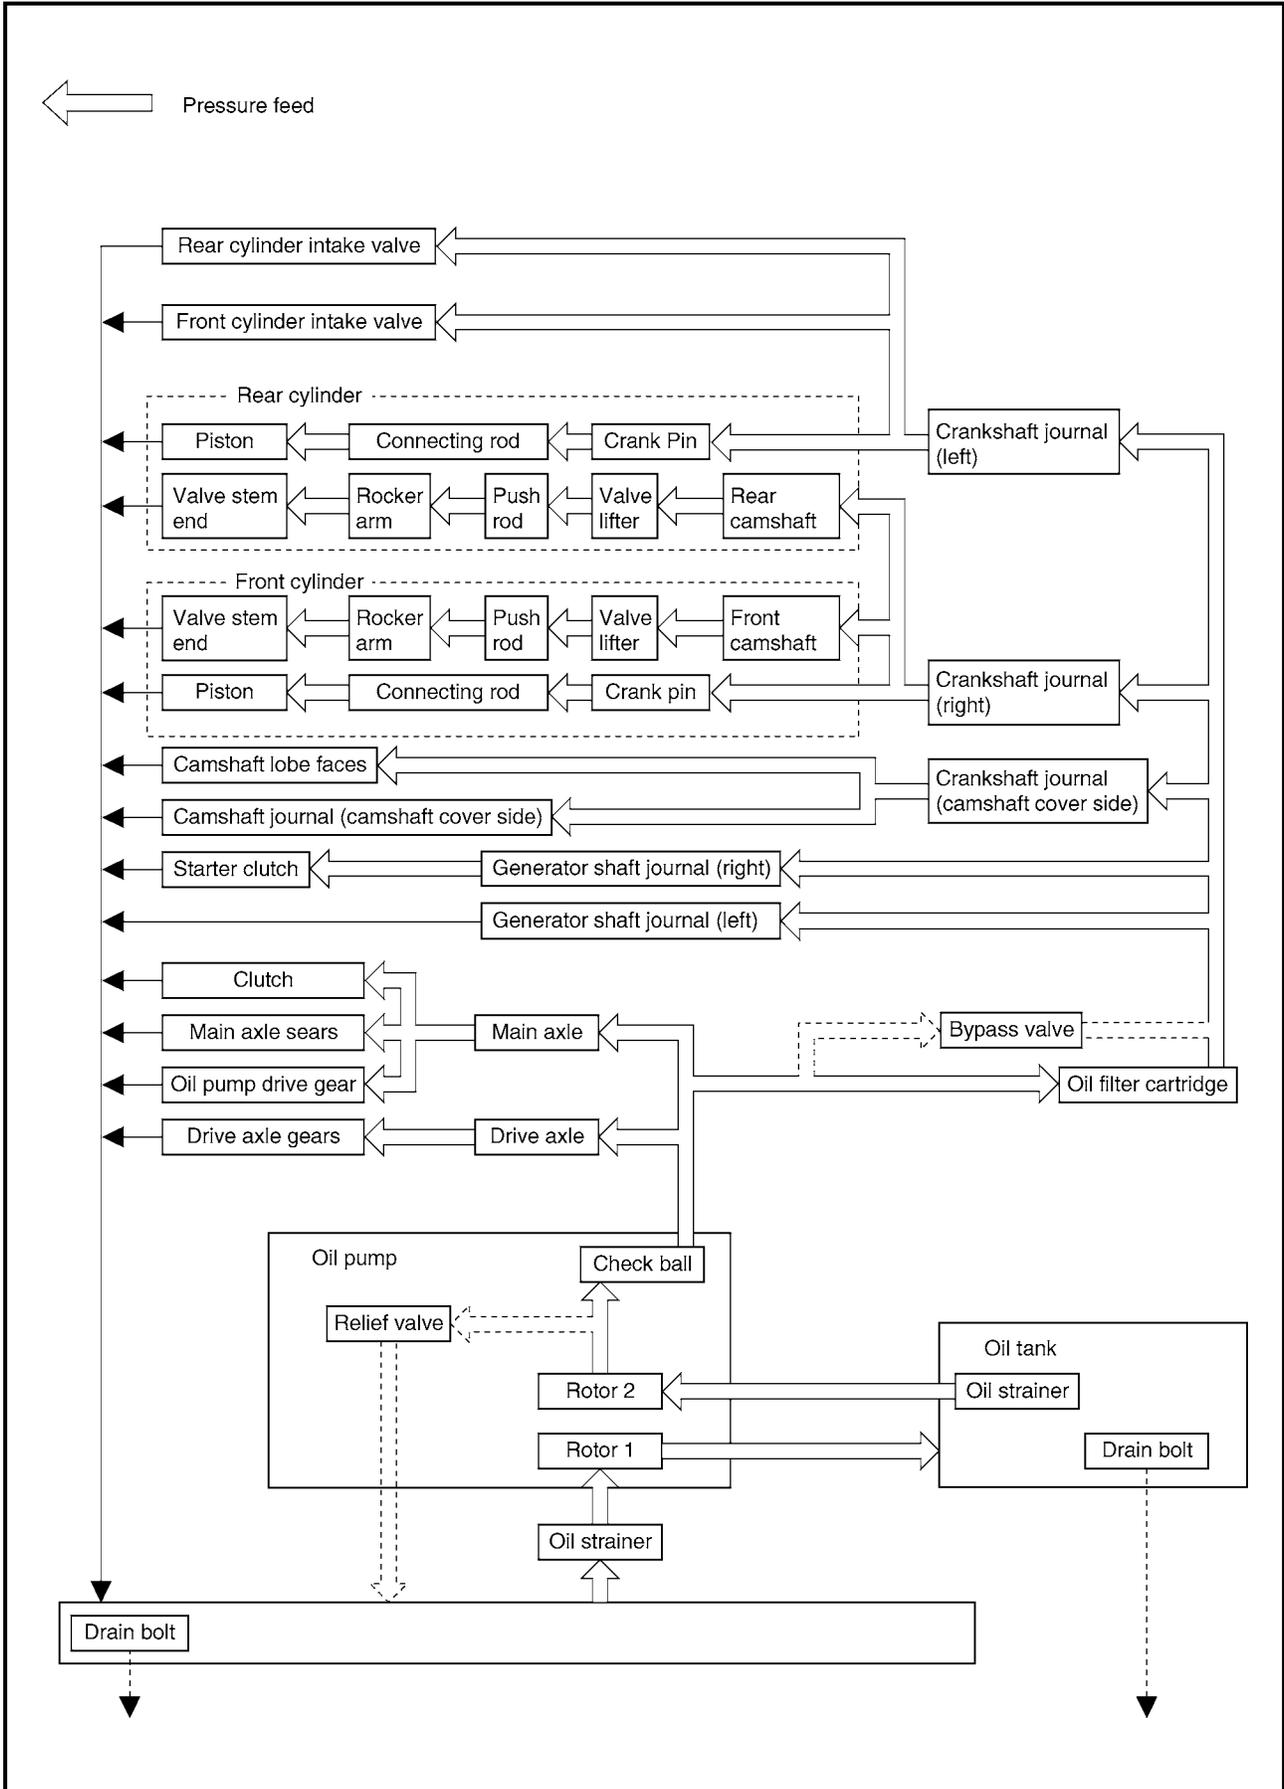 Pressure feed
Rear cylinder intake valve
Front cylinder intake valve
Rear cylinder
Piston
Connecting rod
Crank Pin
Crankshaft journal
(left)
Valve stem
end
Rocker
arm
Push
rod
Valve
lifter
Rear
camshaft
Front cylinder
Valve stem
end
Rocker
arm
Push
rod
Valve
lifter
Front
camshaft
Piston
Connecting rod
Crank pin
Crankshaft journal
(right)
Camshaft lobe faces
Crankshaft journal
(camshaft cover side)
Camshaft journal (camshaft cover side)
Starter clutch
Generator shaft journal (right)
Generator shaft journal (left)
Clutch
Main axle sears
Main axle
Bypass valve
Oil pump drive gear
Oil filter cartridge
Drive axle gears
Drive axle
Oil pump
Check ball
Relief valve
Oil tank
Rotor 2
Oil strainer
Rotor 1
Drain bolt
Oil strainer
Drain bolt